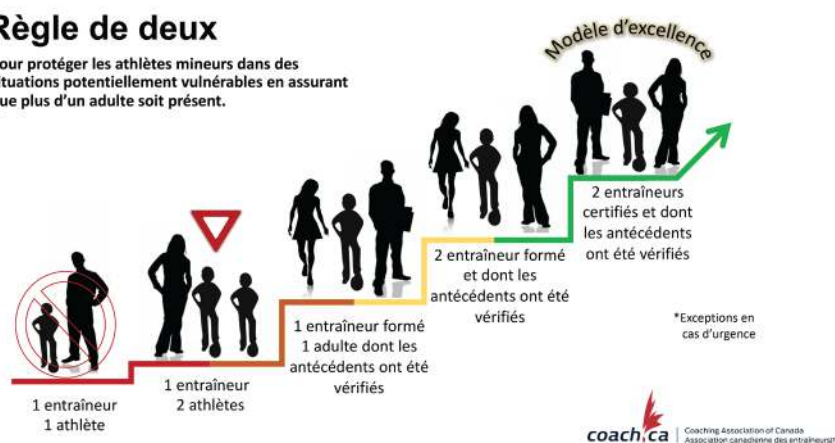 Règle de deux
our protéger les athlètes mineurs dans des
ituations potentiellement vulnérables en assurant
ue plus d'un adulte soit présent.
Modèle d'excellence
2 entraîneurs
certifiés et dont
les antécédents
ont été vérifiés
2 entraîneur formé
et dont les
antécédents ont été
vérifiés
*Exceptions en
cas d'urgence
1 entraîneur formé
1 adulte dont les
antécédents ont été
vérifiés
1 entraîneur
2 athlètes
1 entraîneur
1 athlète
coach.ca
Coaching Association of Canada
Association canadienne des